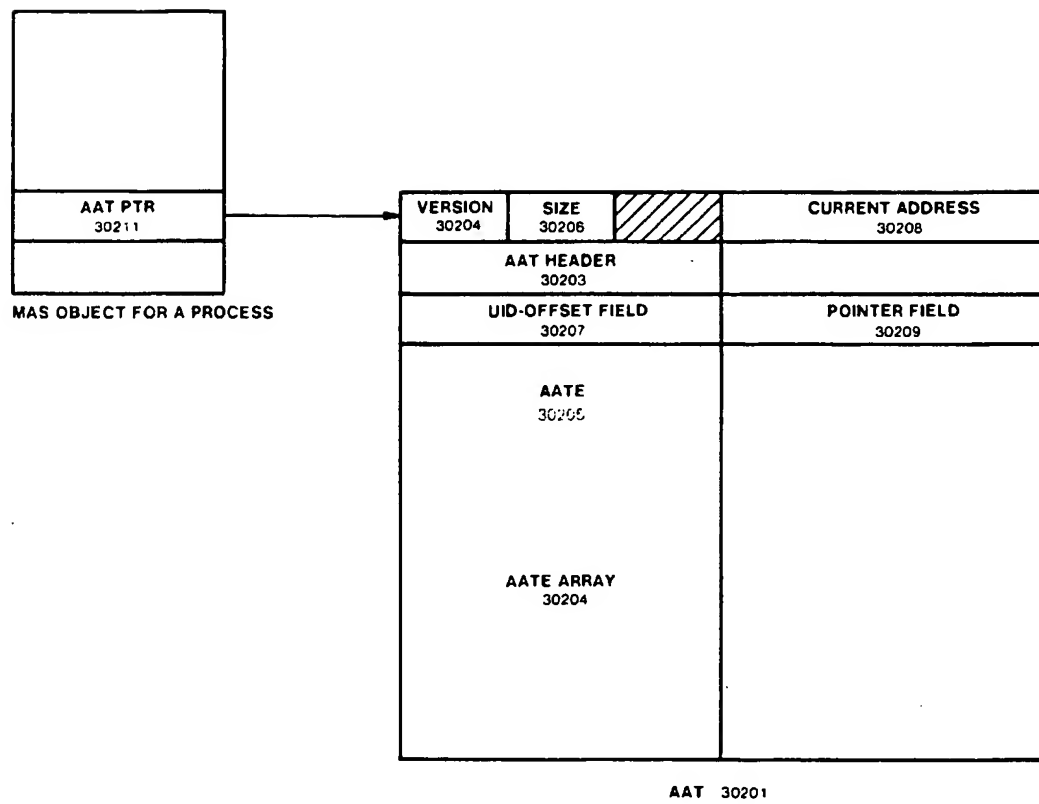 AAT PTR
30211
MAS OBJECT FOR A PROCESS
VERSION
30204
SIZE
30206
CURRENT ADDRESS
30208
AAT HEADER
30203
UID-OFFSET FIELD
30207
POINTER FIELD
30209
AATE
30205
AATE ARRAY
30204
AAT 30201